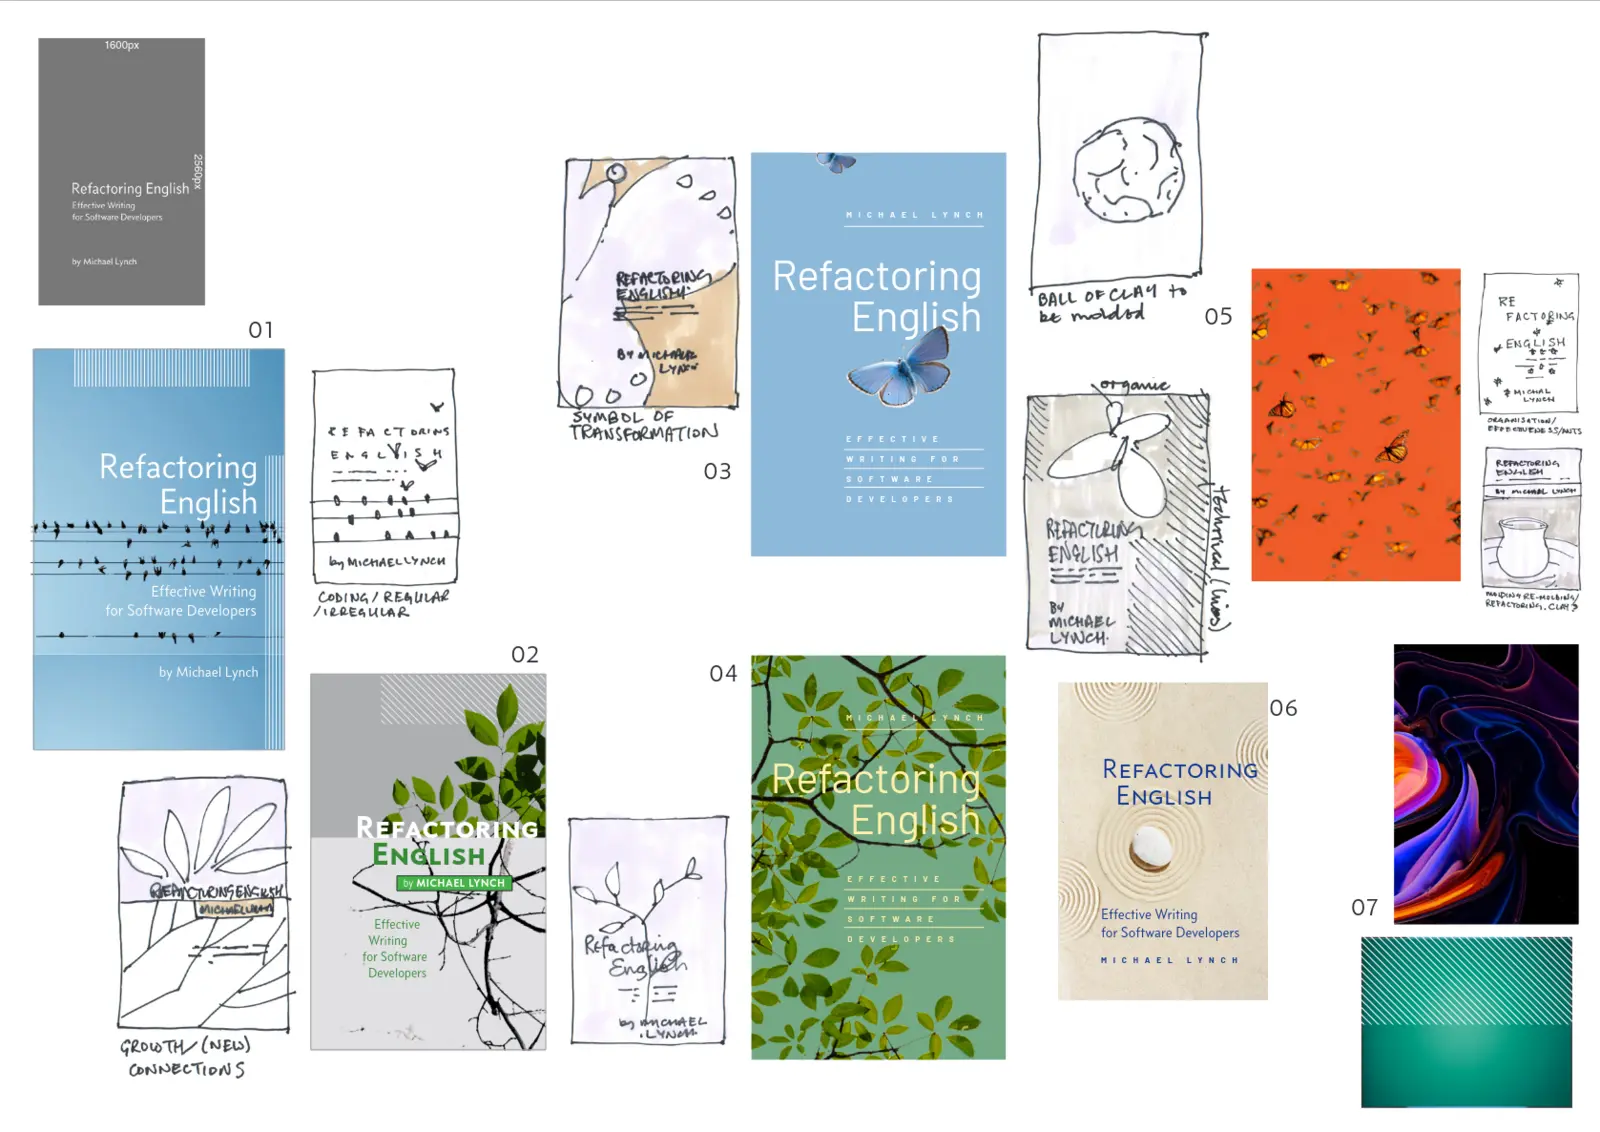 1600px
2560px
Refactoring English
Effective Writing
for Software Developers
by Michael Lynch
01
Refactoring
English
Effective Writing
for Software Developers
by Michael Lynch
REFACTORING
ENGLISH
by MICHAEL LYNCH
CODING / REGULAR
/ IRREGULAR
REFACTORING ENGLISH
MICHAEL LYNCH
GROWTH / (NEW)
CONNECTIONS
02
REFACTORING
ENGLISH
by MICHAEL LYNCH
Effective
Writing
for Software
Developers
REFACTORING
ENGLISH
BY MICHAEL
LYNCH
SYMBOL OF
TRANSFORMATION
03
MICHAEL LYNCH
Refactoring
English
EFFECTIVE
WRITING FOR
SOFTWARE
DEVELOPERS
Refactoring
English
by MICHAEL
LYNCH
04
MICHAEL LYNCH
Refactoring
English
EFFECTIVE
WRITING FOR
SOFTWARE
DEVELOPERS
BALL OF CLAY to
be molded
organic
technical (lines)
REFACTORING
ENGLISH
BY
MICHAEL
LYNCH
05
RE
FACTORING
ENGLISH
MICHAL
LYNCH
ORGANISATION/
EFFECTIVENESS/ANTS
REFACTORING
ENGLISH
BY MICHAEL LYNCH
MOLDING RE-MOLDING/
REFACTORING. CLAY?
06
REFACTORING
ENGLISH
Effective Writing
for Software Developers
MICHAEL LYNCH
07